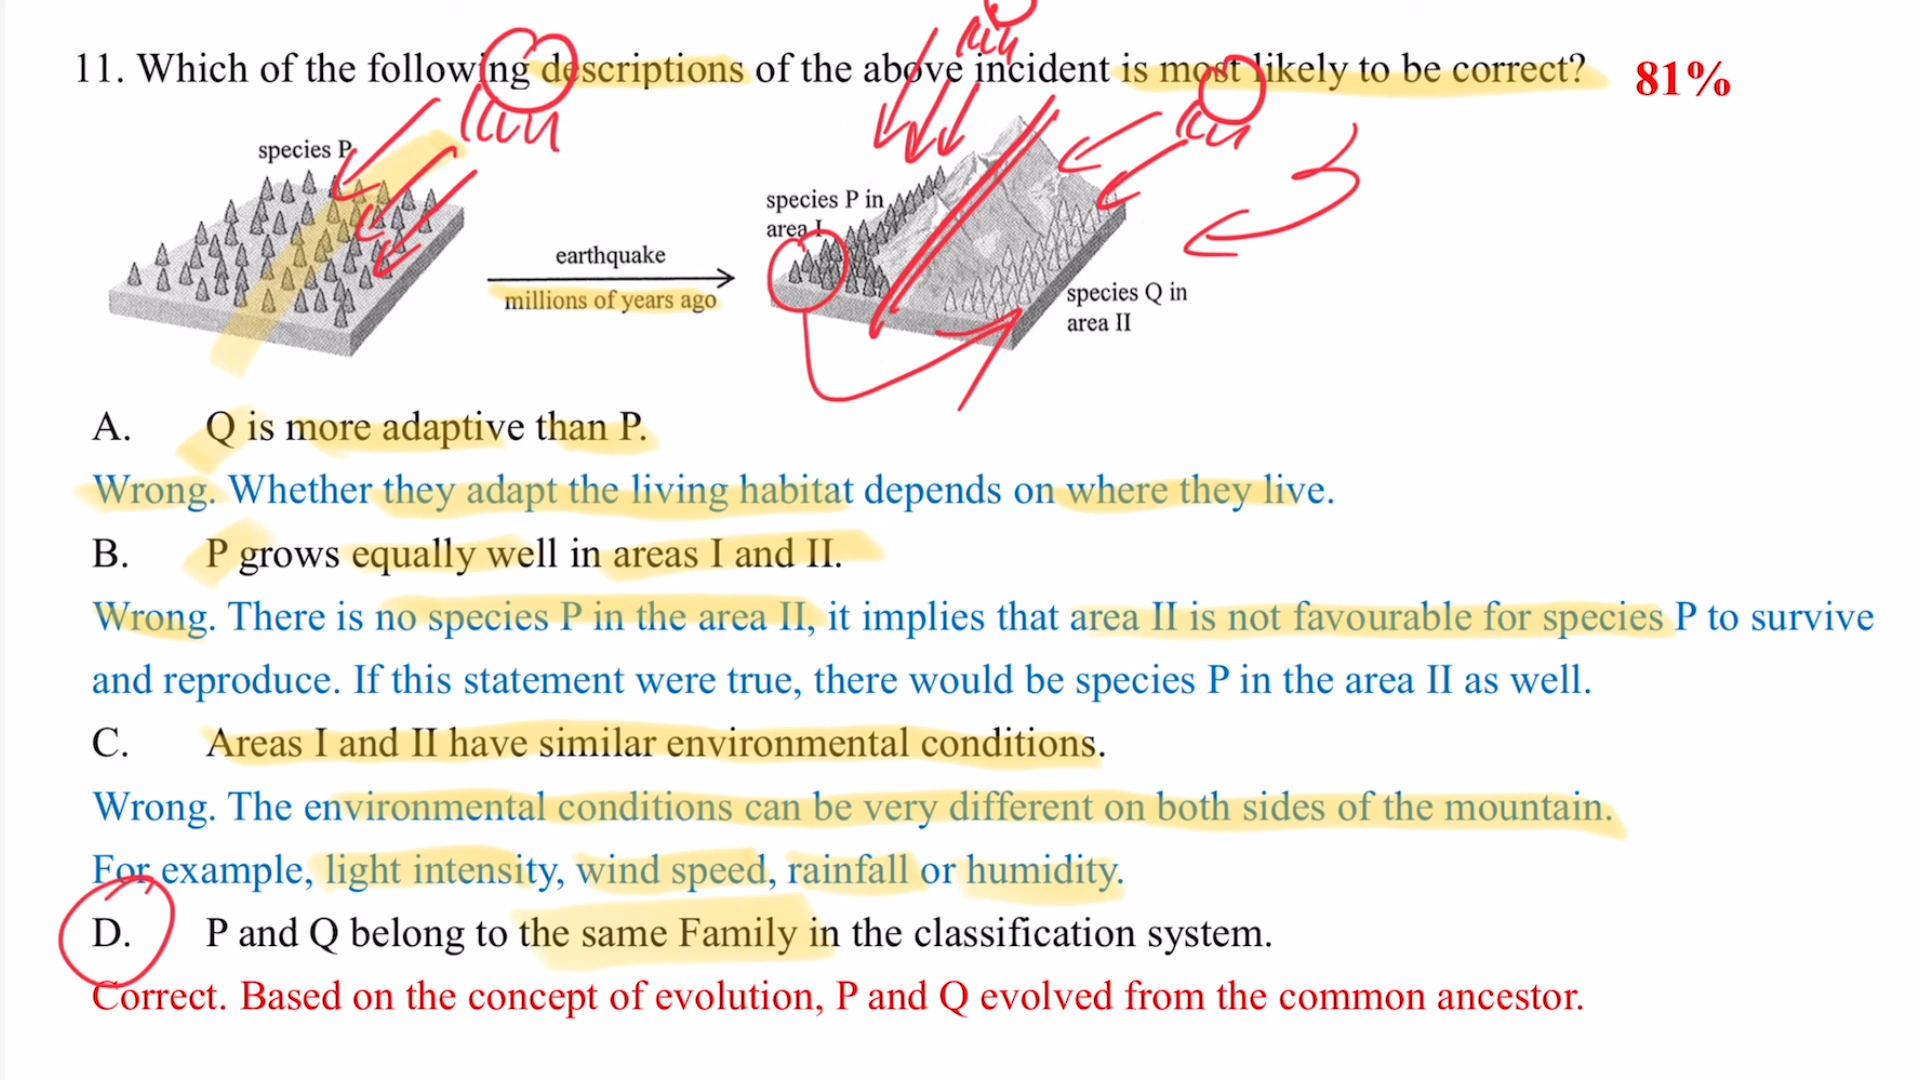 11. Which of the following descriptions of the above incident is most likely to be correct? 81%
species P
earthquake
millions of years ago
species P in
area I
species Q in
area II
A. Q is more adaptive than P.
Wrong. Whether they adapt the living habitat depends on where they live.
B. P grows equally well in areas I and II.
Wrong. There is no species P in the area II, it implies that area II is not favourable for species P to survive
and reproduce. If this statement were true, there would be species P in the area II as well.
C. Areas I and II have similar environmental conditions.
Wrong. The environmental conditions can be very different on both sides of the mountain.
For example, light intensity, wind speed, rainfall or humidity.
D. P and Q belong to the same Family in the classification system.
Correct. Based on the concept of evolution, P and Q evolved from the common ancestor.